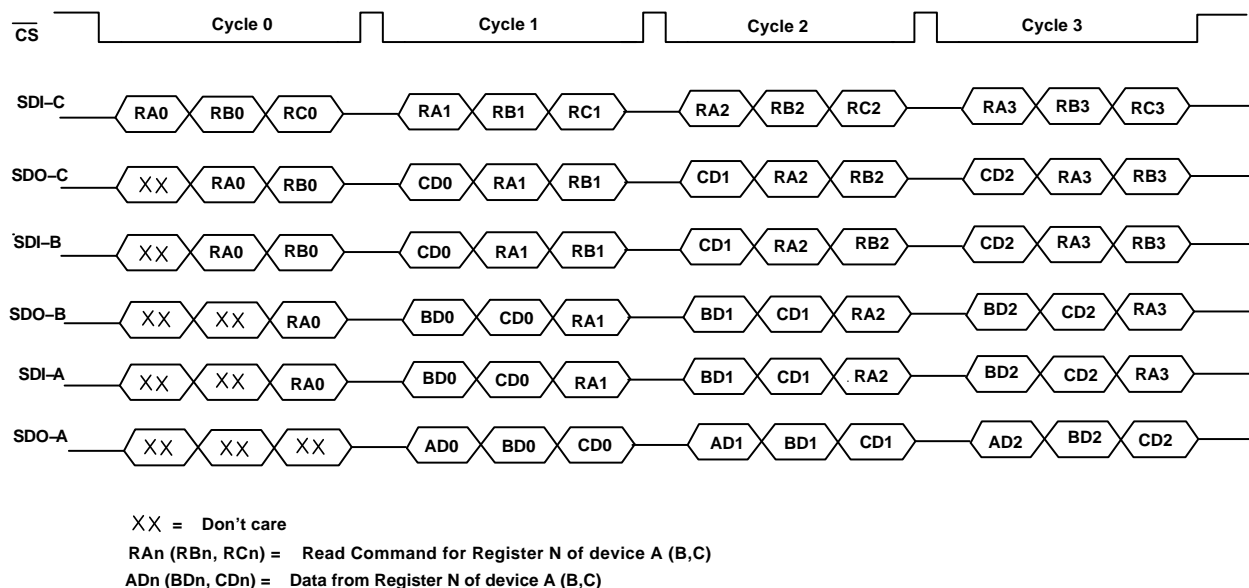 CS Cycle 0 Cycle 1 Cycle 2 Cycle 3
SDI–C RA0 RB0 RC0 RA1 RB1 RC1 RA2 RB2 RC2 RA3 RB3 RC3
SDO–C XX RA0 RB0 CD0 RA1 RB1 CD1 RA2 RB2 CD2 RA3 RB3
SDI–B XX RA0 RB0 CD0 RA1 RB1 CD1 RA2 RB2 CD2 RA3 RB3
SDO–B XX XX RA0 BD0 CD0 RA1 BD1 CD1 RA2 BD2 CD2 RA3
SDI–A XX XX RA0 BD0 CD0 RA1 BD1 CD1 RA2 BD2 CD2 RA3
SDO–A XX XX XX AD0 BD0 CD0 AD1 BD1 CD1 AD2 BD2 CD2
XX = Don't care
RAn (RBn, RCn) = Read Command for Register N of device A (B,C)
ADn (BDn, CDn) = Data from Register N of device A (B,C)